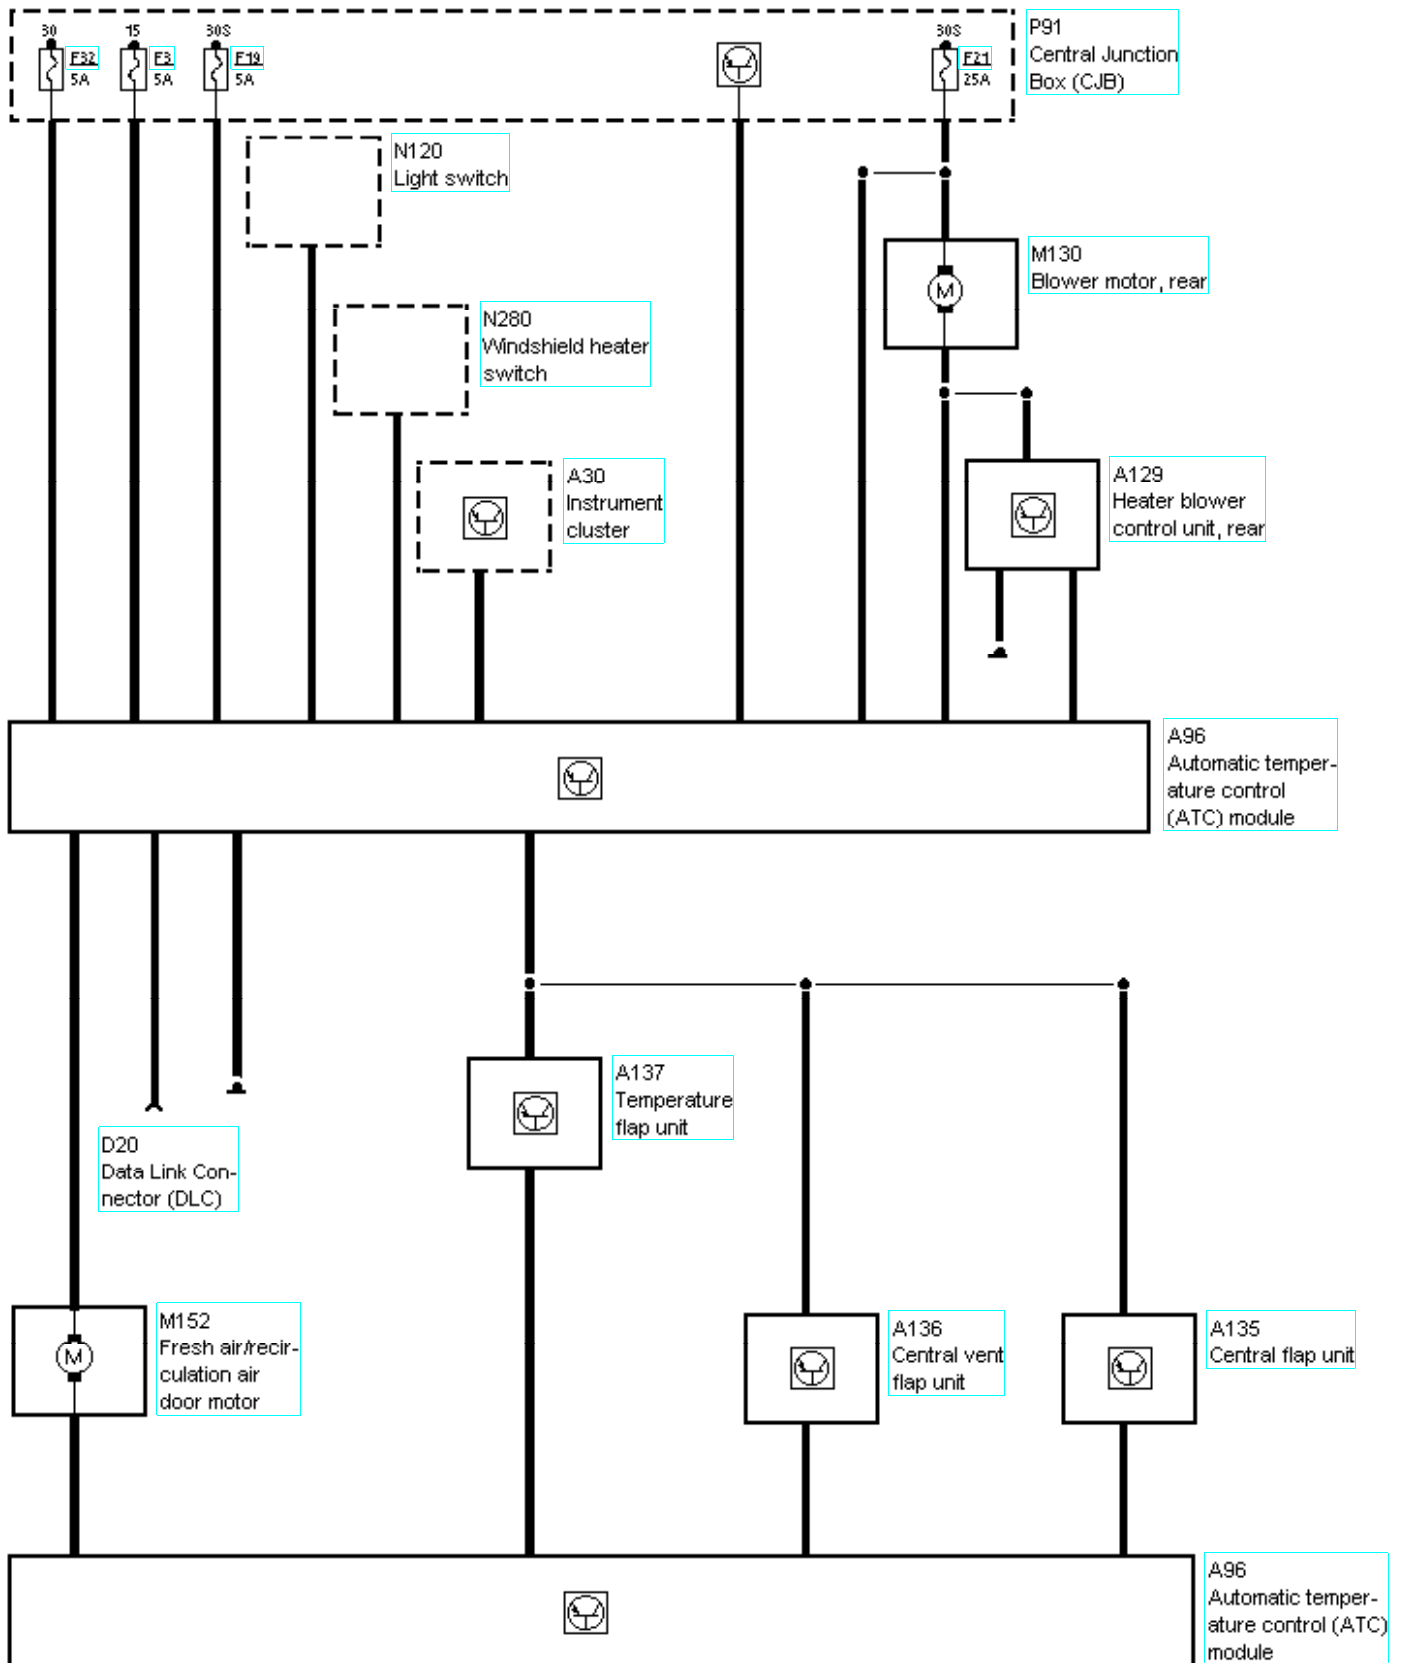 30
15
30S
30S
F32
F3
F19
F21
5A
5A
5A
25A
P91
Central Junction
Box (CJB)
N120
Light switch
M130
Blower motor, rear
M
N280
Windshield heater
switch
A30
Instrument
cluster
A129
Heater blower
control unit, rear
A96
Automatic temper-
ature control
(ATC) module
A137
Temperature
flap unit
D20
Data Link Con-
nector (DLC)
M152
Fresh air/recir-
culation air
door motor
M
A136
Central vent
flap unit
A135
Central flap unit
A96
Automatic temper-
ature control (ATC)
module